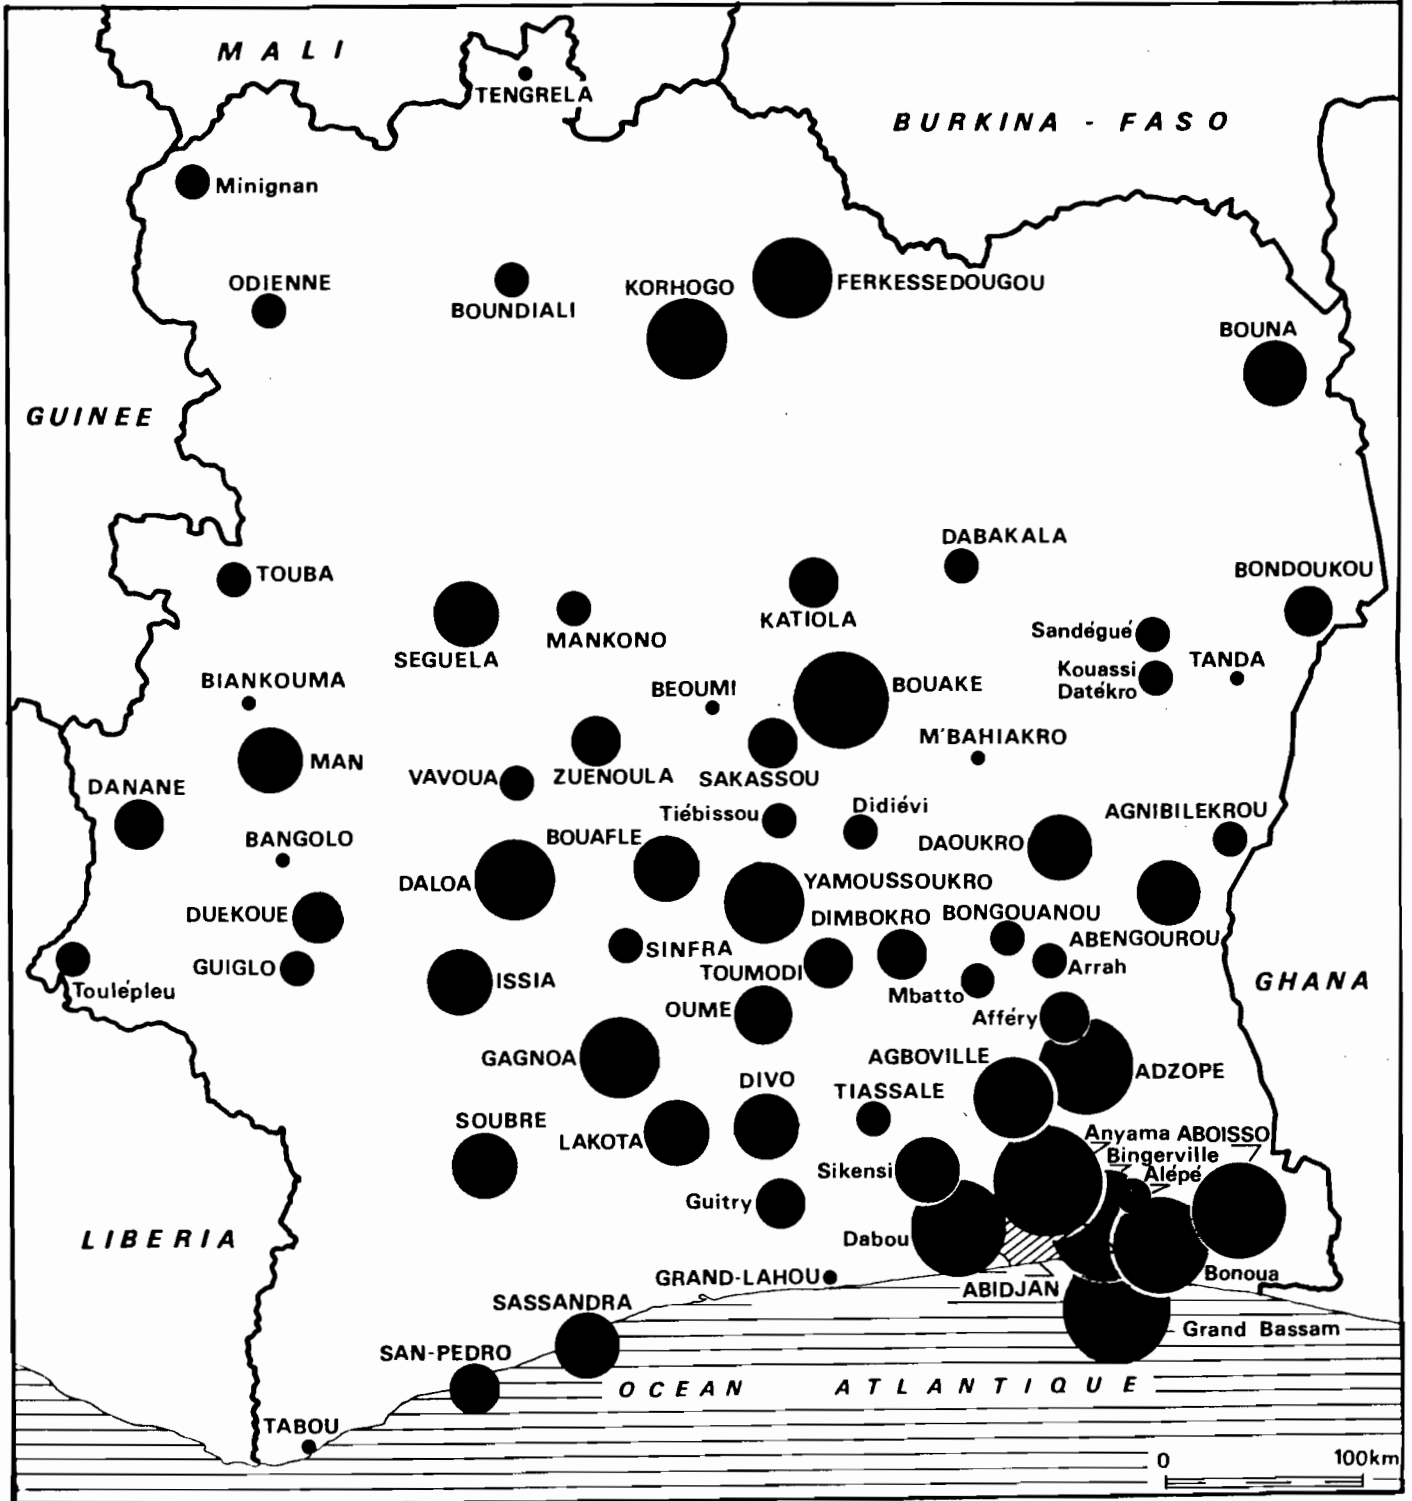 MALI
TENGRELA
BURKINA - FASO
Minignan
ODIENNE
BOUNDIALI
KORHOGO
FERKESSEDOUGOU
BOUNA
GUINEE
DABAKALA
TOUBA
BONDOUKOU
KATIOLA
MANKONO
Sandégué
SEGUELA
TANDA
Kouassi
Datékro
BIANKOUMA
BEOUMI
BOUAKE
M'BAHIAKRO
MAN
VAVOUA
ZUENOULA
SAKASSOU
DANANE
Tiébissou
Didiévi
AGNIBILEKROU
BANGOLO
BOUAFLE
DAOUKRO
DALOA
YAMOUSSOUKRO
DUEKOUE
DIMBOKRO
BONGOUANOU
ABENGOUROU
SINFRA
GUIGLO
TOUMODI
Arrah
ISSIA
GHANA
Toulépleu
Mbatto
OUME
Afféry
GAGNOA
AGBOVILLE
ADZOPE
DIVO
TIASSALE
SOUBRE
LAKOTA
Anyama
ABOISSO
Bingerville
Alépé
Sikensi
Guitry
LIBERIA
Dabou
GRAND-LAHOU
Bonoua
ABIDJAN
SASSANDRA
Grand Bassam
SAN-PEDRO
OCEAN ATLANTIQUE
TABOU
0 100km